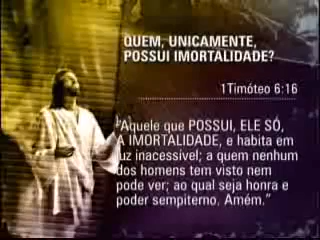 QUEM, UNICAMENTE,
POSSUI IMORTALIDADE?
1Timóteo 6:16
"Aquele que POSSUI, ELE SÓ,
A IMORTALIDADE, e habita em
luz inacessível; a quem nenhum
dos homens tem visto nem
pode ver; ao qual seja honra e
poder sempiterno. Amém."